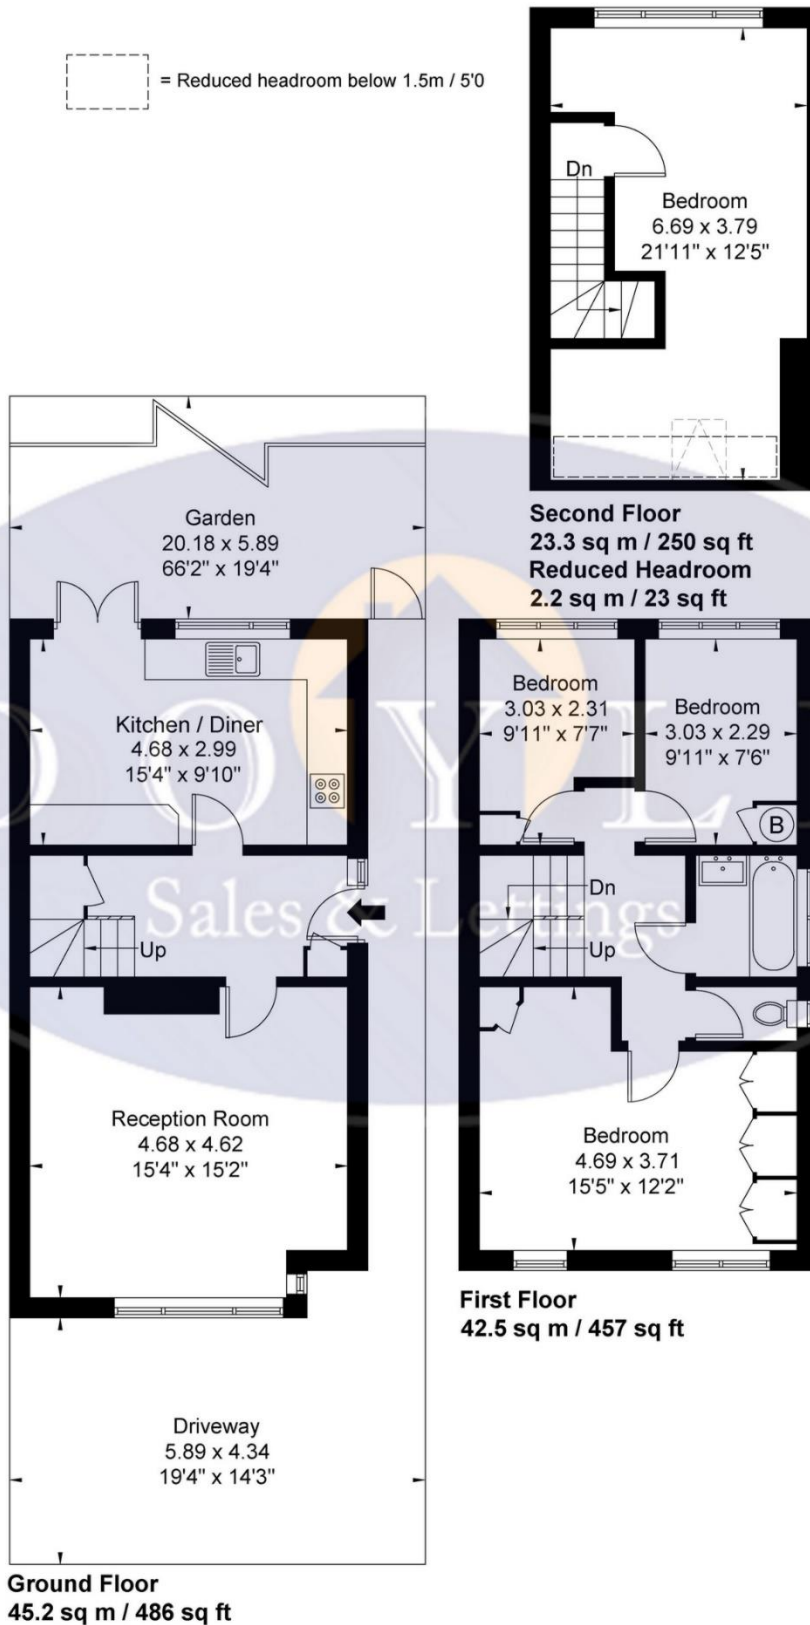 = Reduced headroom below 1.5m / 5'0
Dn
Bedroom
6.69 x 3.79
21'11" x 12'5"
Second Floor
23.3 sq m / 250 sq ft
Reduced Headroom
2.2 sq m / 23 sq ft
Garden
20.18 x 5.89
66'2" x 19'4"
Kitchen / Diner
4.68 x 2.99
15'4" x 9'10"
Up
Reception Room
4.68 x 4.62
15'4" x 15'2"
Driveway
5.89 x 4.34
19'4" x 14'3"
Ground Floor
45.2 sq m / 486 sq ft
Bedroom
3.03 x 2.31
9'11" x 7'7"
Bedroom
3.03 x 2.29
9'11" x 7'6"
B
Dn
Up
Bedroom
4.69 x 3.71
15'5" x 12'2"
First Floor
42.5 sq m / 457 sq ft
Sales & Lettings